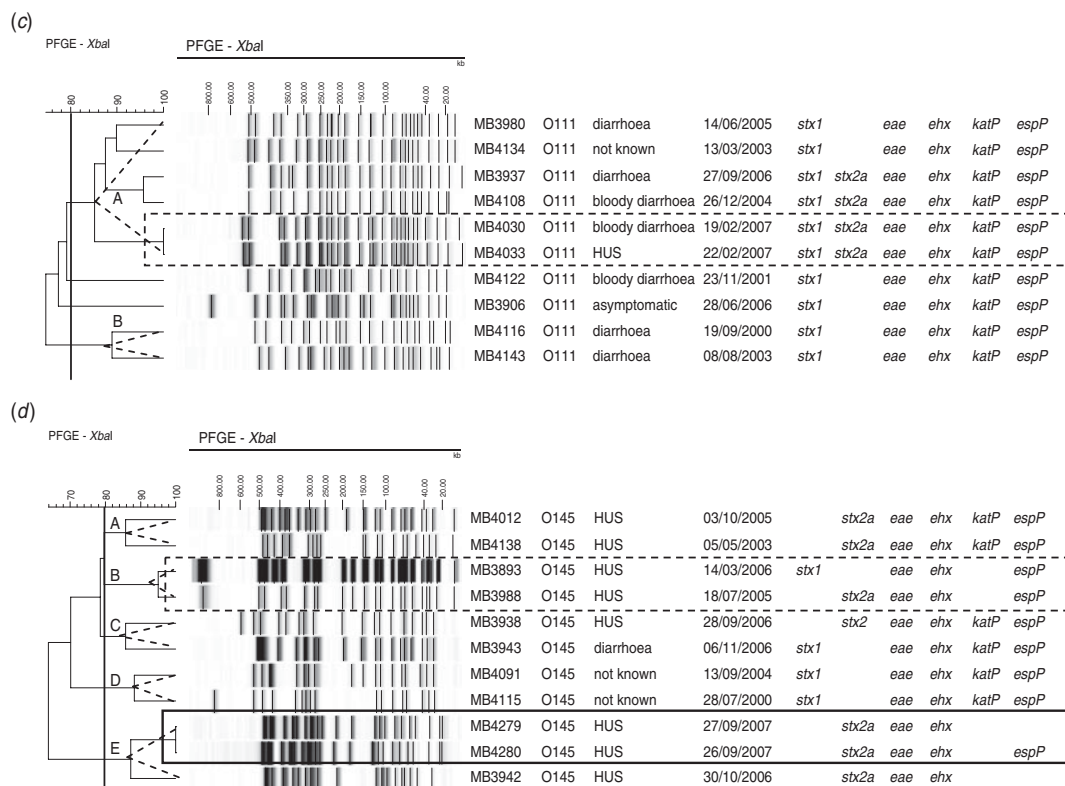 (c)
PFGE - XbaI PFGE - XbaI
kb
80 90 100 800.00 600.00 500.00 350.00 300.00 250.00 200.00 150.00 100.00 40.00 20.00
MB3980 O111 diarrhoea 14/06/2005 stx1 eae ehx katP espP
MB4134 O111 not known 13/03/2003 stx1 eae ehx katP espP
MB3937 O111 diarrhoea 27/09/2006 stx1 stx2a eae ehx katP espP
A MB4108 O111 bloody diarrhoea 26/12/2004 stx1 stx2a eae ehx katP espP
MB4030 O111 bloody diarrhoea 19/02/2007 stx1 stx2a eae ehx katP espP
MB4033 O111 HUS 22/02/2007 stx1 stx2a eae ehx katP espP
MB4122 O111 bloody diarrhoea 23/11/2001 stx1 eae ehx katP espP
MB3906 O111 asymptomatic 28/06/2006 stx1 eae ehx katP espP
B MB4116 O111 diarrhoea 19/09/2000 stx1 eae ehx katP espP
MB4143 O111 diarrhoea 08/08/2003 stx1 eae ehx katP espP
(d)
PFGE - XbaI PFGE - XbaI
kb
70 80 90 100 800.00 600.00 500.00 400.00 300.00 250.00 200.00 150.00 100.00 40.00 20.00
A MB4012 O145 HUS 03/10/2005 stx2a eae ehx katP espP
MB4138 O145 HUS 05/05/2003 stx2a eae ehx katP espP
B MB3893 O145 HUS 14/03/2006 stx1 eae ehx espP
MB3988 O145 HUS 18/07/2005 stx2a eae ehx espP
C MB3938 O145 HUS 28/09/2006 stx2 eae ehx katP espP
MB3943 O145 diarrhoea 06/11/2006 stx1 eae ehx katP espP
D MB4091 O145 not known 13/09/2004 stx1 eae ehx katP espP
MB4115 O145 not known 28/07/2000 stx1 eae ehx katP espP
MB4279 O145 HUS 27/09/2007 stx2a eae ehx
E MB4280 O145 HUS 26/09/2007 stx2a eae ehx espP
MB3942 O145 HUS 30/10/2006 stx2a eae ehx